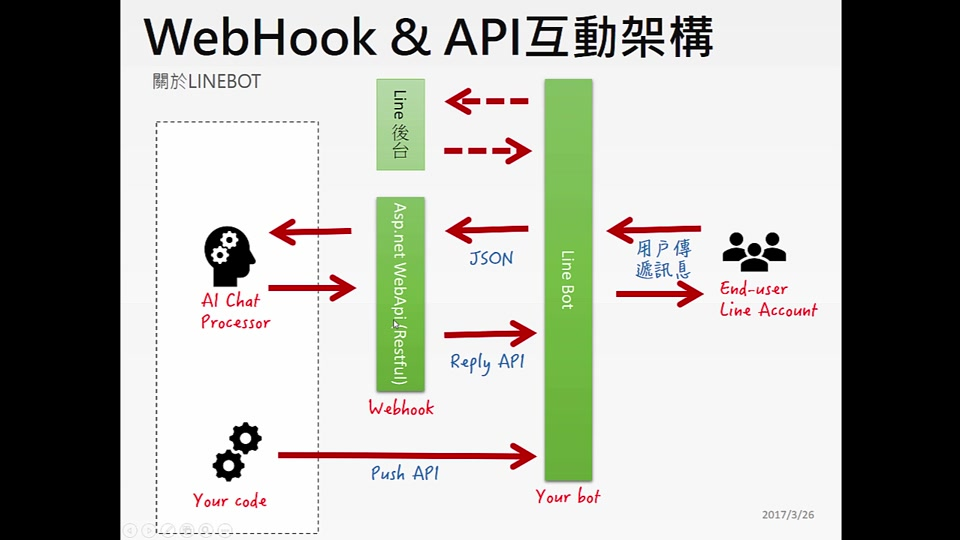 WebHook & API互動架構
關於LINEBOT
Line 後台
Asp.net WebApi (Restful)
Line Bot
JSON
用戶傳
遞訊息
AI Chat
Processor
End-user
Line Account
Reply API
Webhook
Push API
Your code
Your bot
2017/3/26